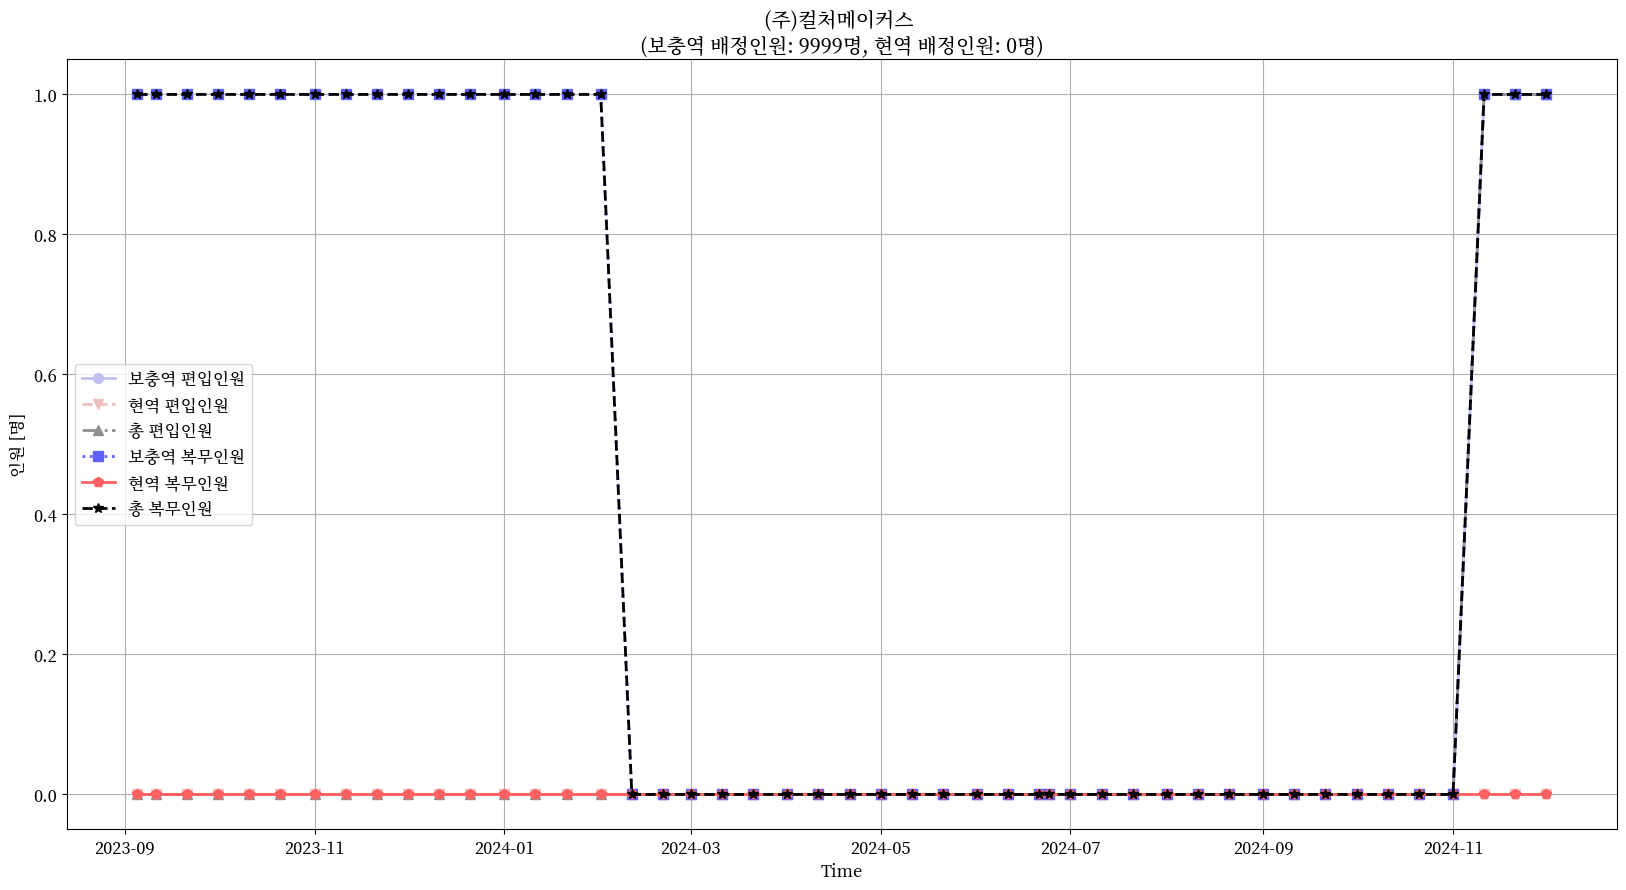 (주)컬처메이커스
(보충역 배정인원: 9999명, 현역 배정인원: 0명)
인원 [명]
1.0
0.8
0.6
0.4
0.2
0.0
보충역 편입인원
현역 편입인원
총 편입인원
보충역 복무인원
현역 복무인원
총 복무인원
2023-09
2023-11
2024-01
2024-03
2024-05
2024-07
2024-09
2024-11
Time